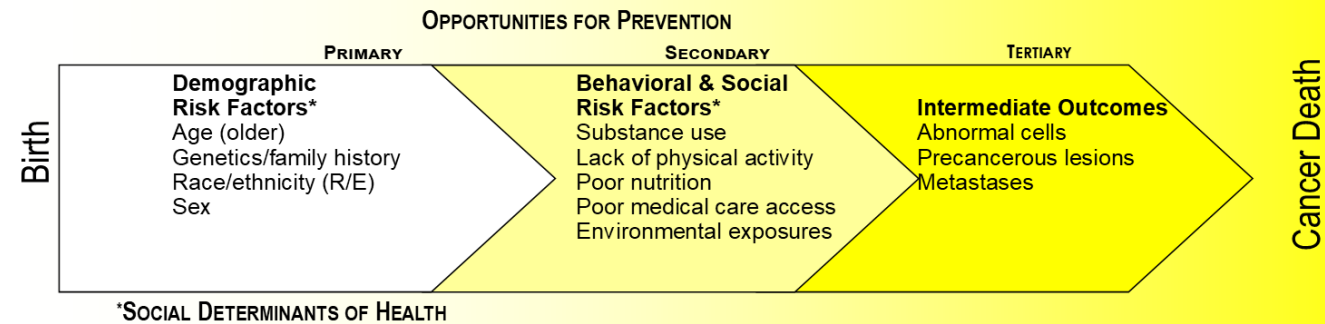 OPPORTUNITIES FOR PREVENTION
PRIMARY
SECONDARY
TERTIARY
Birth
Demographic
Risk Factors*
Age (older)
Genetics/family history
Race/ethnicity (R/E)
Sex
Behavioral & Social
Risk Factors*
Substance use
Lack of physical activity
Poor nutrition
Poor medical care access
Environmental exposures
Intermediate Outcomes
Abnormal cells
Precancerous lesions
Metastases
Cancer Death
*SOCIAL DETERMINANTS OF HEALTH